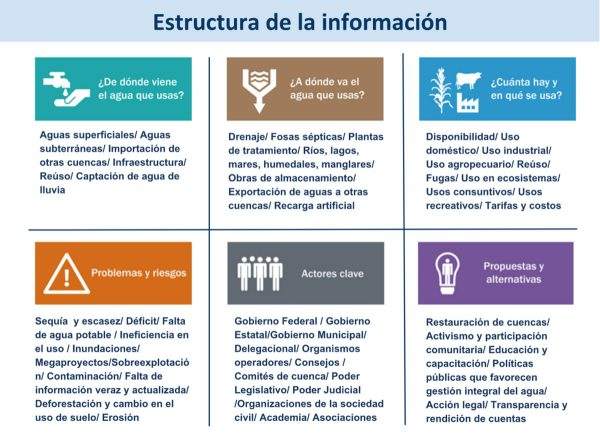 Estructura de la información
¿De dónde viene
el agua que usas?
Aguas superficiales/ Aguas
subterráneas/ Importación de
otras cuencas/ Infraestructura/
Reúso/ Captación de agua de
lluvia
¿A dónde va el
agua que usas?
Drenaje/ Fosas sépticas/ Plantas
de tratamiento/ Ríos, lagos,
mares, humedales, manglares/
Obras de almacenamiento/
Exportación de aguas a otras
cuencas/ Recarga artificial
¿Cuánta hay y
en qué se usa?
Disponibilidad/ Uso
doméstico/ Uso industrial/
Uso agropecuario/ Reúso/
Fugas/ Uso en ecosistemas/
Usos consuntivos/ Usos
recreativos/ Tarifas y costos
Problemas y riesgos
Sequía y escasez/ Déficit/ Falta
de agua potable / Ineficiencia en
el uso / Inundaciones/
Megaproyectos/Sobreexplotació
n/ Contaminación/ Falta de
información veraz y actualizada/
Deforestación y cambio en el
uso de suelo/ Erosión
Actores clave
Gobierno Federal / Gobierno
Estatal/Gobierno Municipal/
Delegacional/ Organismos
operadores/ Consejos /
Comités de cuenca/ Poder
Legislativo/ Poder Judicial
/Organizaciones de la sociedad
civil/ Academia/ Asociaciones
Propuestas y
alternativas
Restauración de cuencas/
Activismo y participación
comunitaria/ Educación y
capacitación/ Políticas
públicas que favorecen
gestión integral del agua/
Acción legal/ Transparencia y
rendición de cuentas